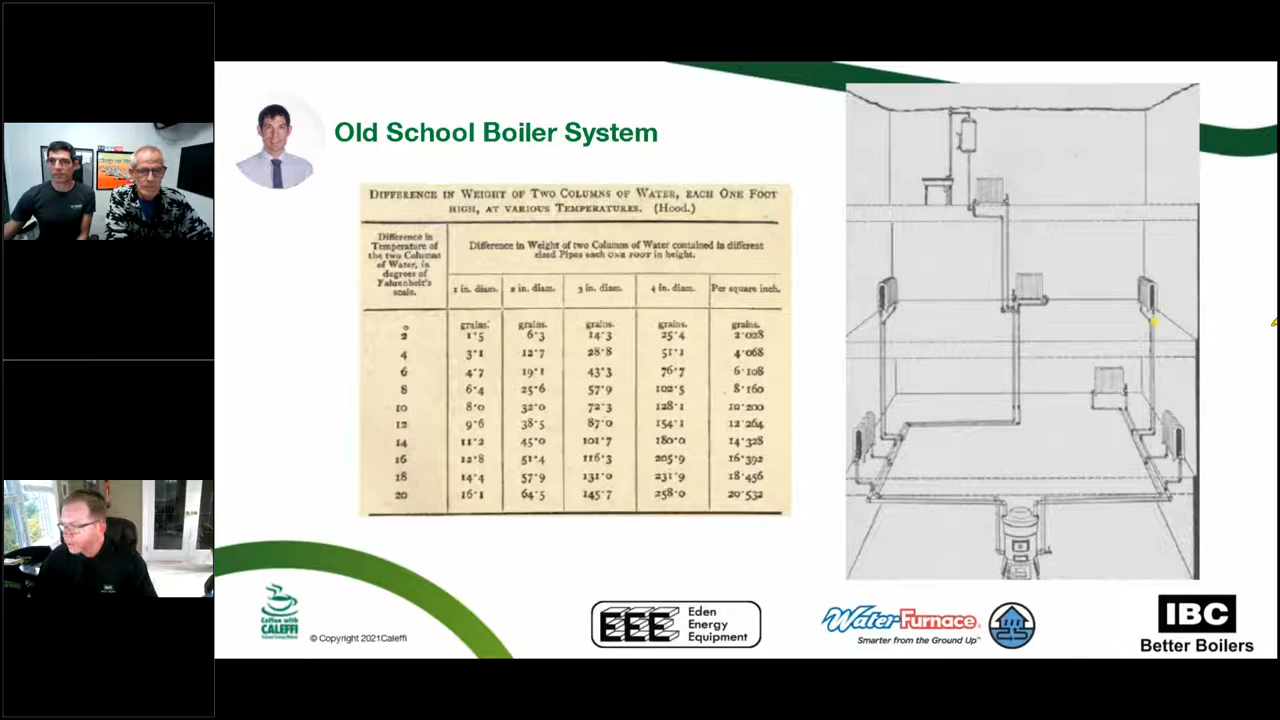 Old School Boiler System
DIFFERENCE IN WEIGHT OF TWO COLUMNS OF WATER, EACH ONE FOOT
HIGH, AT VARIOUS TEMPERATURES. (Hood.)
Difference in
Temperature of
the two Columns
of Water, in
degrees of
Fahrenheit's
scale.
Difference in Weight of two Columns of Water contained in different
sized Pipes each ONE FOOT in height.
1 in. diam. 2 in. diam. 3 in. diam. 4 in. diam. Per square inch.
° grains. grains. grains. grains. grains.
2 1·5 6·3 14·3 25·4 2·028
4 3·1 12·7 28·8 51·1 4·068
6 4·7 19·1 43·3 76·7 6·108
8 6·4 25·6 57·9 102·5 8·160
10 8·0 32·0 72·3 128·1 10·200
12 9·6 38·5 87·0 154·1 12·264
14 11·2 45·0 101·7 180·0 14·328
16 12·8 51·4 116·3 205·9 16·392
18 14·4 57·9 131·0 231·9 18·456
20 16·1 64·5 145·7 258·0 20·532
Coffee with
CALEFFI
© Copyright 2021Caleffi
EEE
Eden
Energy
Equipment
WaterFurnace
Smarter from the Ground Up™
IBC
Better Boilers